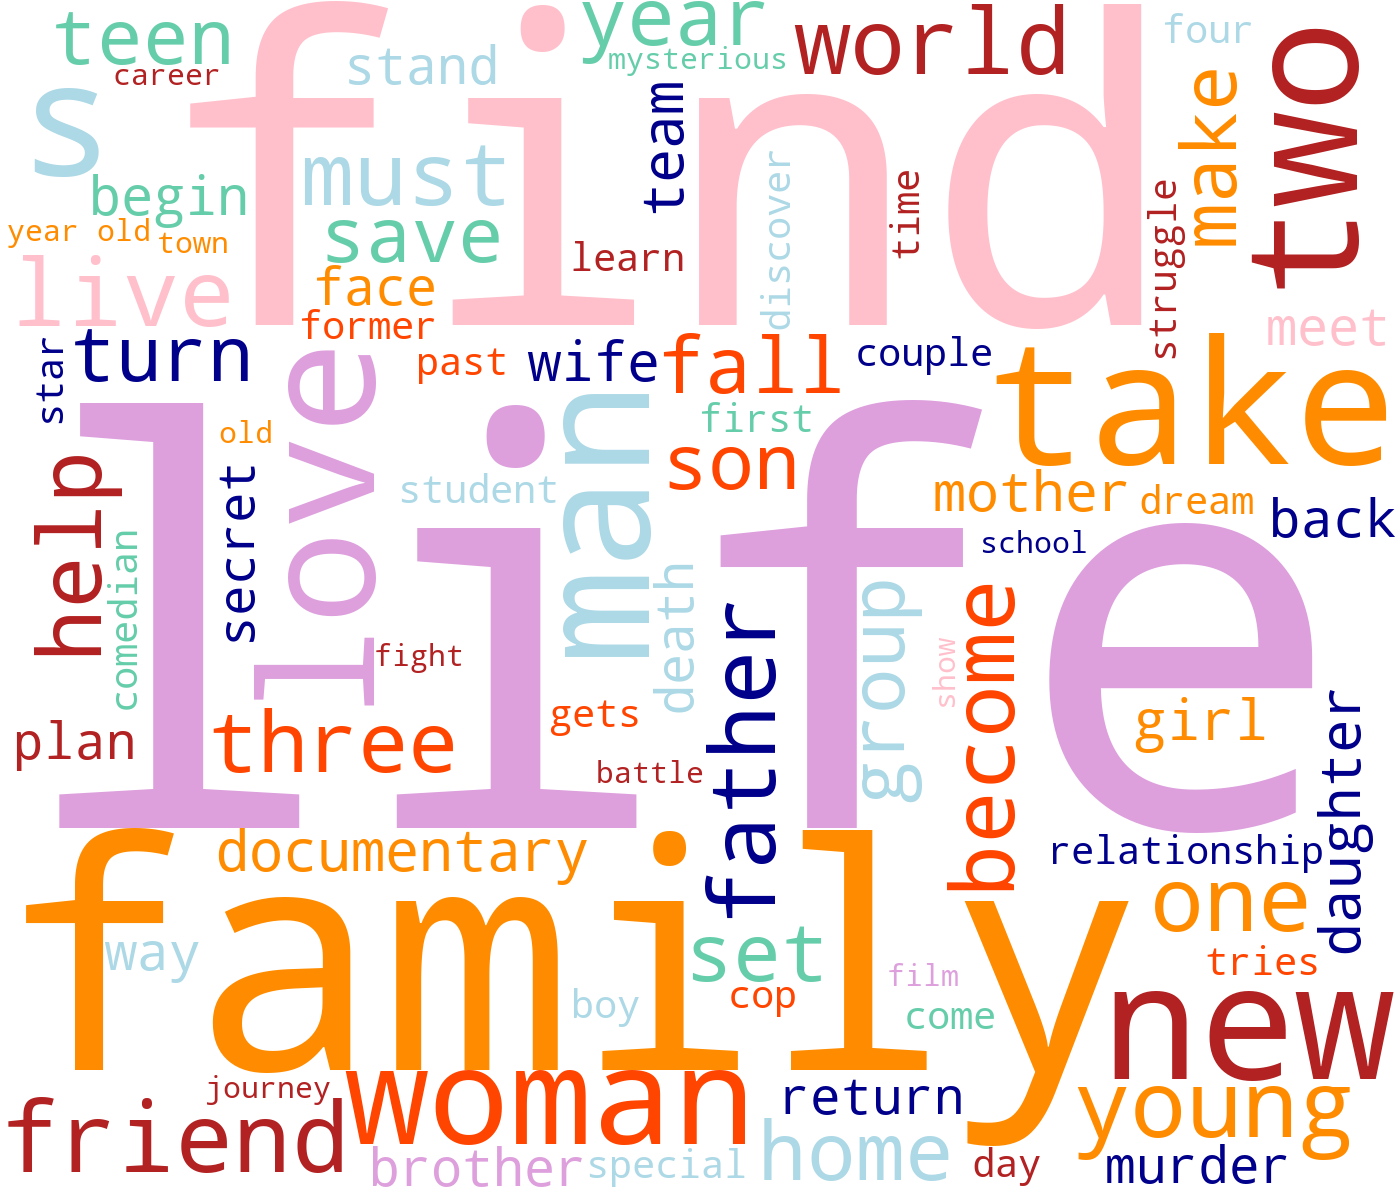 teen
career
stand
year
mysterious
world
four
s
find
two
make
team
must
begin
save
discover
time
struggle
year old
town
learn
live
face
former
meet
star
turn
past
wife
fall
couple
take
love
man
first
old
son
help
secret
student
mother
dream
back
life
school
comedian
death
father
group
become
fight
show
girl
daughter
plan
three
gets
battle
documentary
relationship
family
one
way
set
tries
film
cop
boy
come
new
journey
woman
return
young
friend
home
brother
special
day
murder